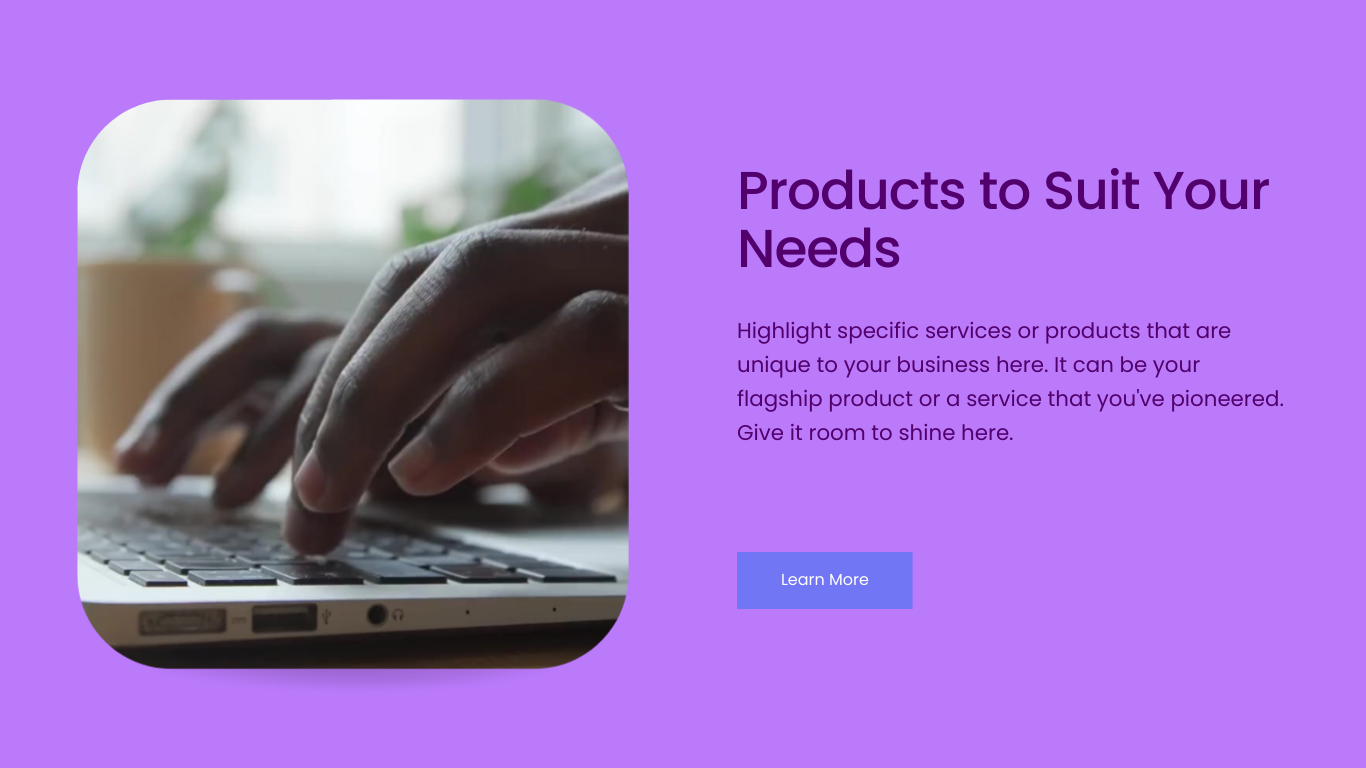 Products to Suit Your
Needs
Highlight specific services or products that are
unique to your business here. It can be your
flagship product or a service that you've pioneered.
Give it room to shine here.
Learn More